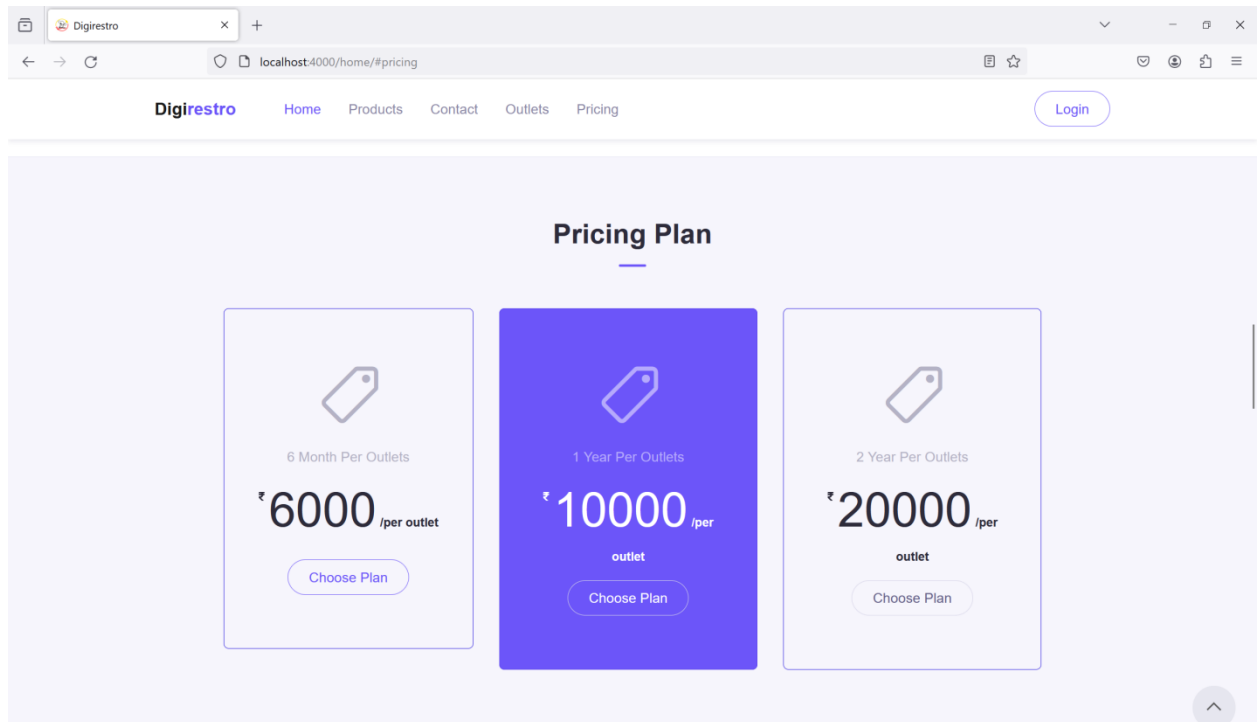 Digirestro
localhost:4000/home/#pricing
Digirestro Home Products Contact Outlets Pricing Login
Pricing Plan
6 Month Per Outlets
₹6000 /per outlet
Choose Plan
1 Year Per Outlets
₹10000 /per
outlet
Choose Plan
2 Year Per Outlets
₹20000 /per
outlet
Choose Plan